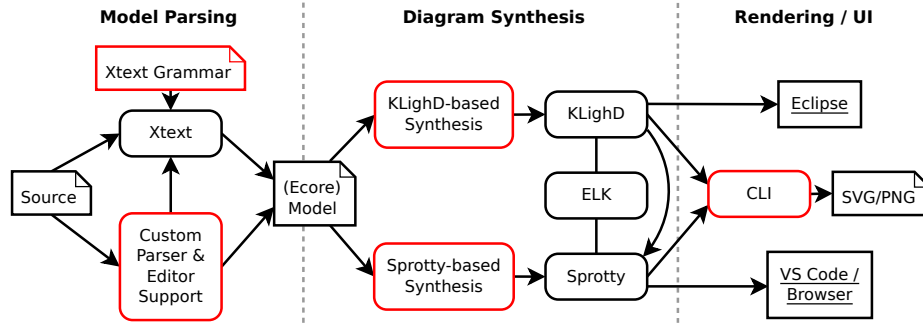 Model Parsing
Diagram Synthesis
Rendering / UI
Xtext Grammar
Xtext
Source
Custom
Parser &
Editor
Support
(Ecore)
Model
KLighD-based
Synthesis
Sprotty-based
Synthesis
KLighD
ELK
Sprotty
Eclipse
CLI
SVG/PNG
VS Code /
Browser